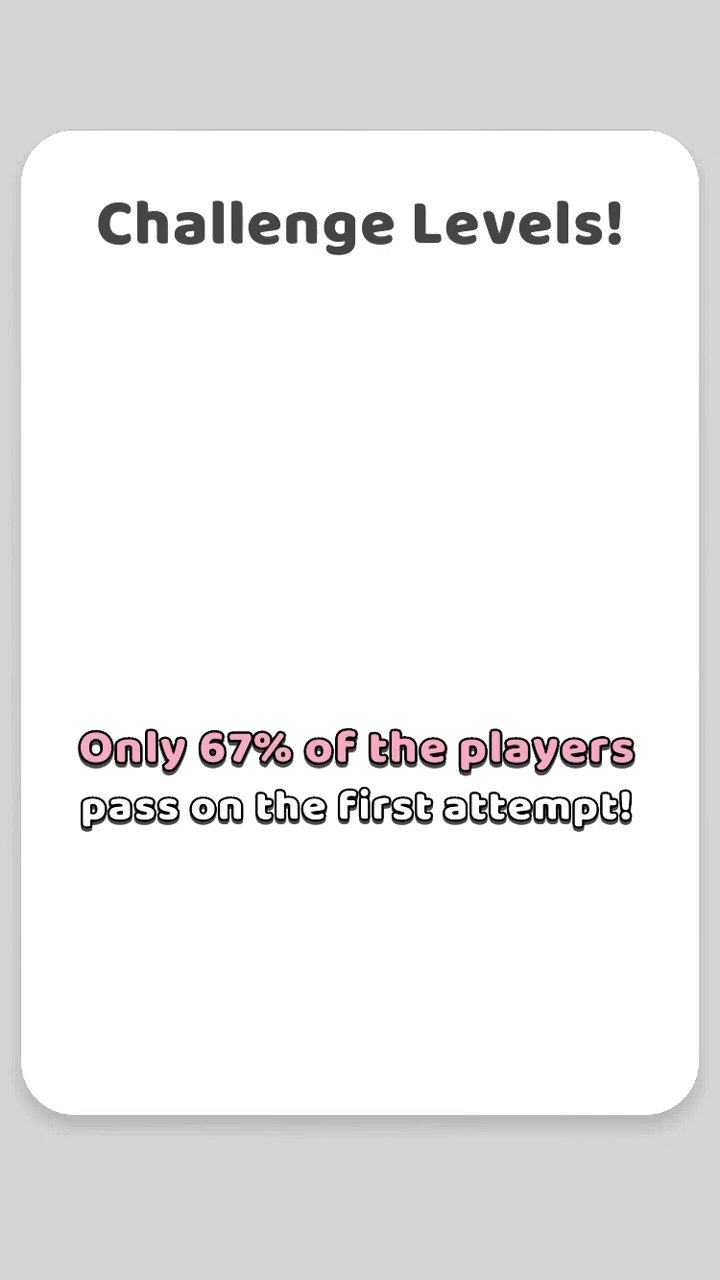 Challenge Levels!
Only 67% of the players
pass on the first attempt!